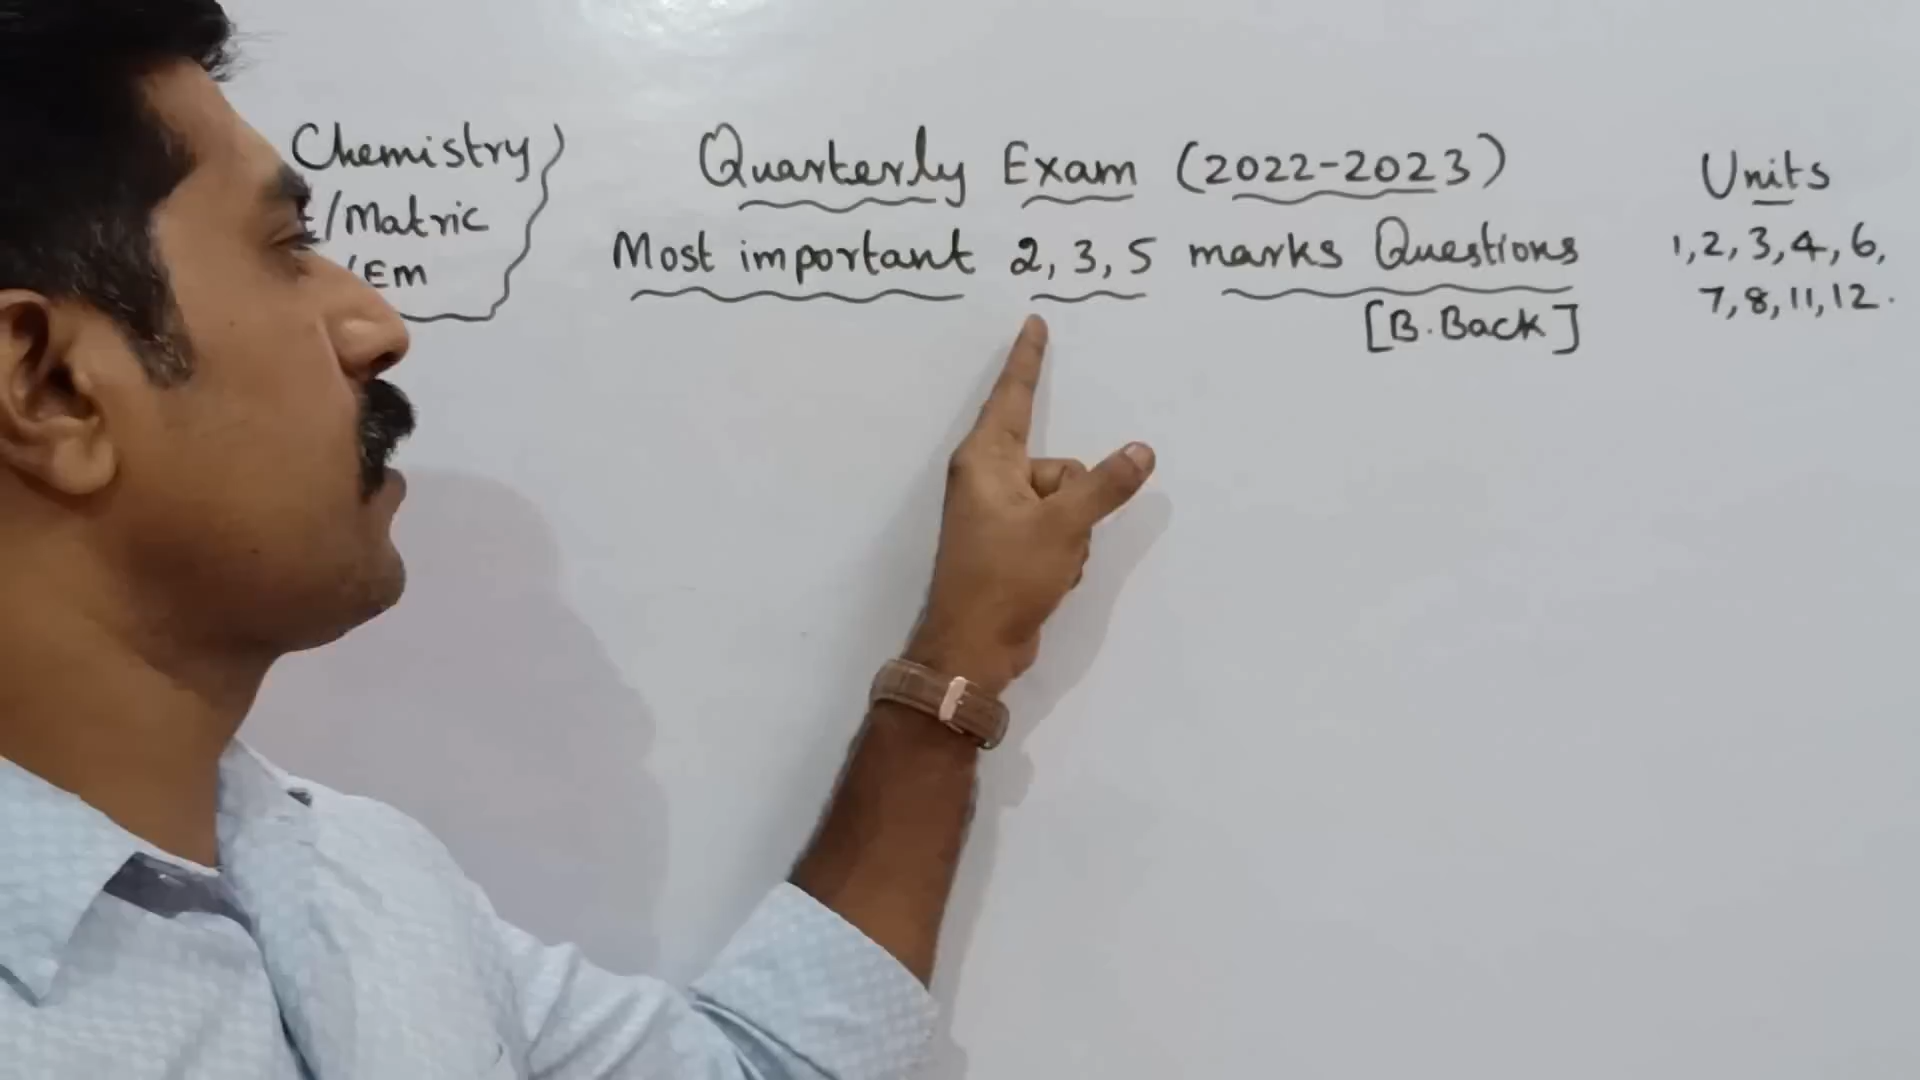 Chemistry
/Matric
/EM
Quarterly Exam (2022-2023)
Most important 2, 3, 5 marks Questions
[B.Back]
Units
1, 2, 3, 4, 6,
7, 8, 11, 12.